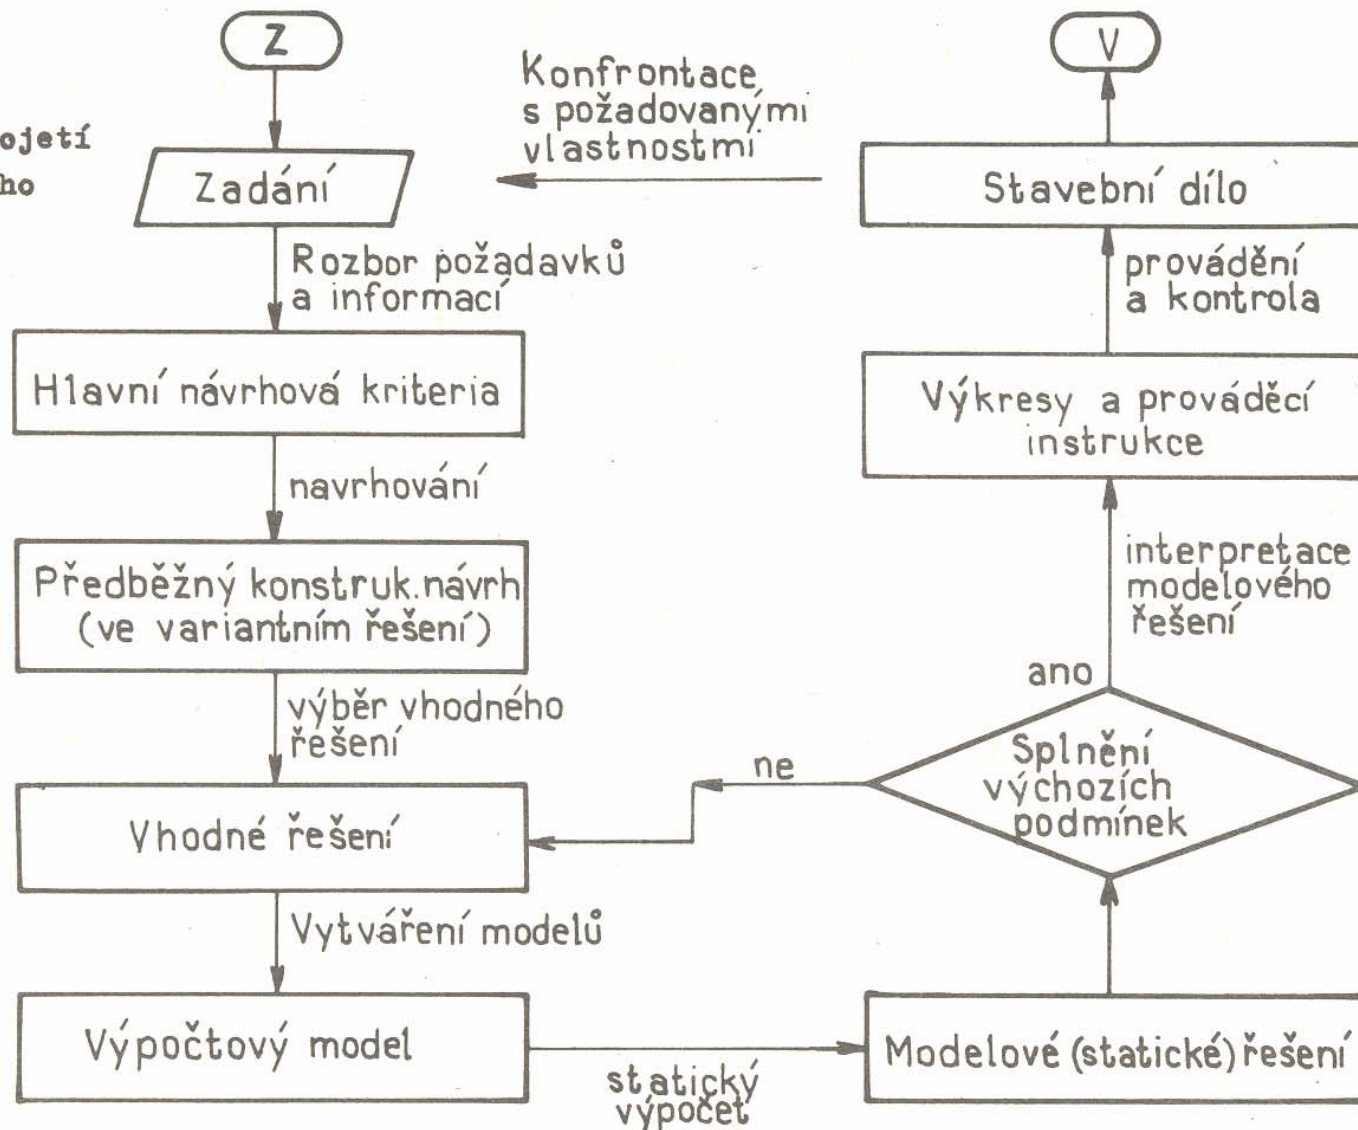 Z
ojetí
ho
Zadání
Rozbor požadavků
a informací
Hlavní návrhová kriteria
navrhování
Předběžný konstruk.návrh
(ve variantním řešení)
výběr vhodného
řešení
Vhodné řešení
Vytváření modelů
Výpočtový model
statický
výpočet
Konfrontace
s požadovanými
vlastnostmi
V
Stavební dílo
provádění
a kontrola
Výkresy a prováděcí
instrukce
interpretace
modelového
řešení
ano
Splnění
výchozích
podmínek
ne
Modelové (statické) řešení